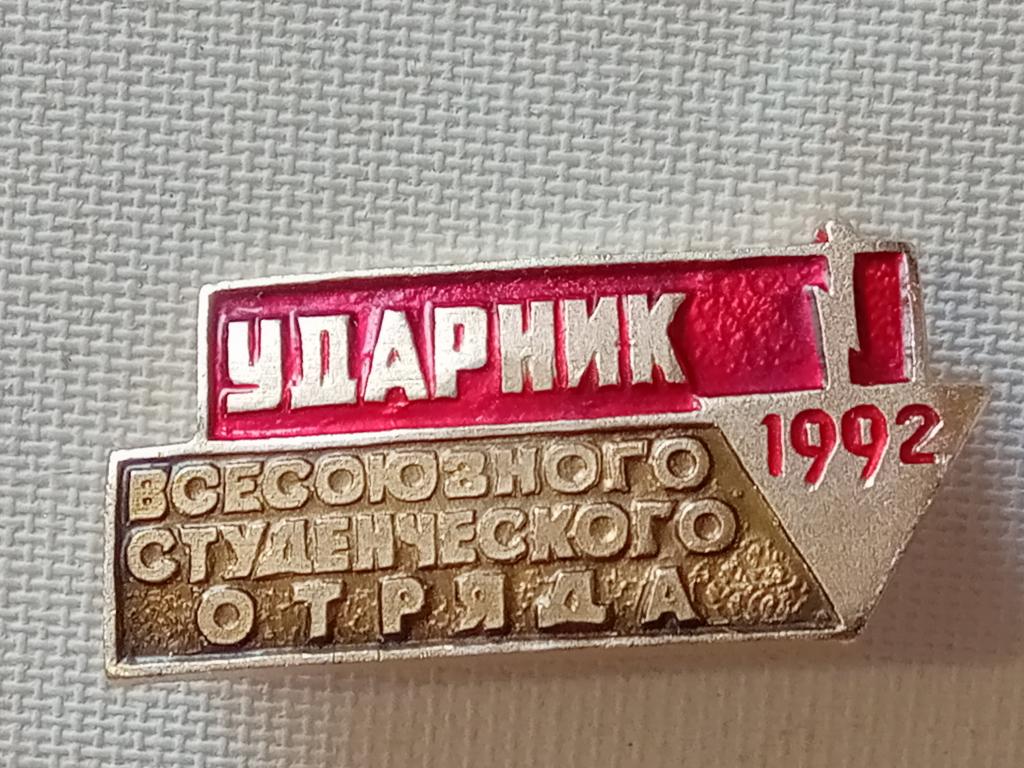 УДАРНИК
1992
ВСЕСОЮЗНОГО
СТУДЕНЧЕСКОГО
ОТРЯДА